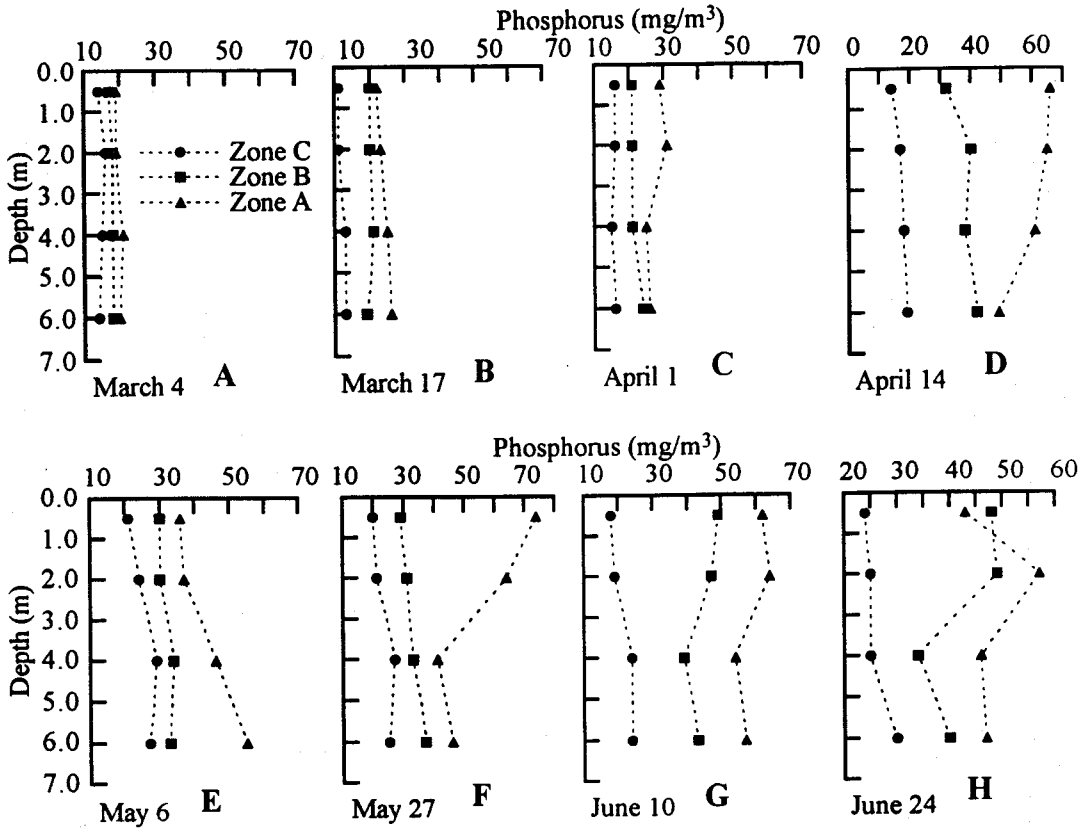 Phosphorus (mg/m³)
10 30 50 70 10 30 50 70 10 30 50 70 0 20 40 60
0.0
1.0
2.0
3.0
4.0
5.0
6.0
7.0
Depth (m)
Zone C
Zone B
Zone A
March 4 A March 17 B April 1 C April 14 D
Phosphorus (mg/m³)
10 30 50 70 10 30 50 70 10 30 50 70 20 30 40 50 60
0.0
1.0
2.0
3.0
4.0
5.0
6.0
7.0
Depth (m)
May 6 E May 27 F June 10 G June 24 H